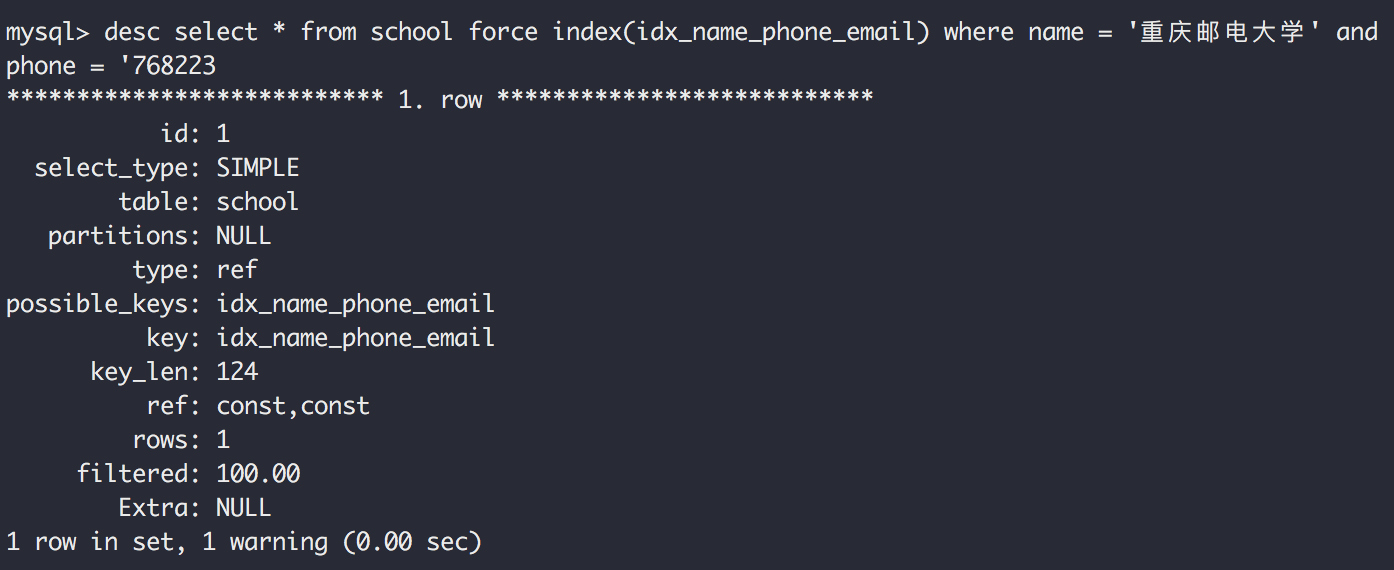 mysql> desc select * from school force index(idx_name_phone_email) where name = '重庆邮电大学' and
phone = '768223
*************************** 1. row ***************************
id: 1
select_type: SIMPLE
table: school
partitions: NULL
type: ref
possible_keys: idx_name_phone_email
key: idx_name_phone_email
key_len: 124
ref: const,const
rows: 1
filtered: 100.00
Extra: NULL
1 row in set, 1 warning (0.00 sec)